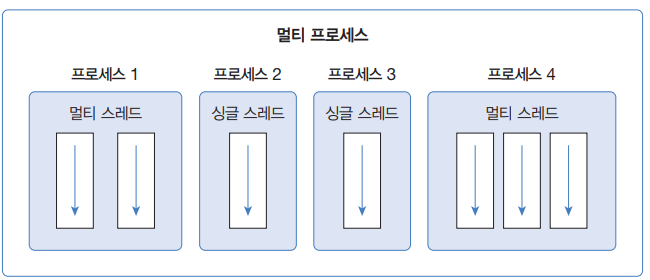 멀티 프로세스
프로세스 1 프로세스 2 프로세스 3 프로세스 4
멀티 스레드 싱글 스레드 싱글 스레드 멀티 스레드